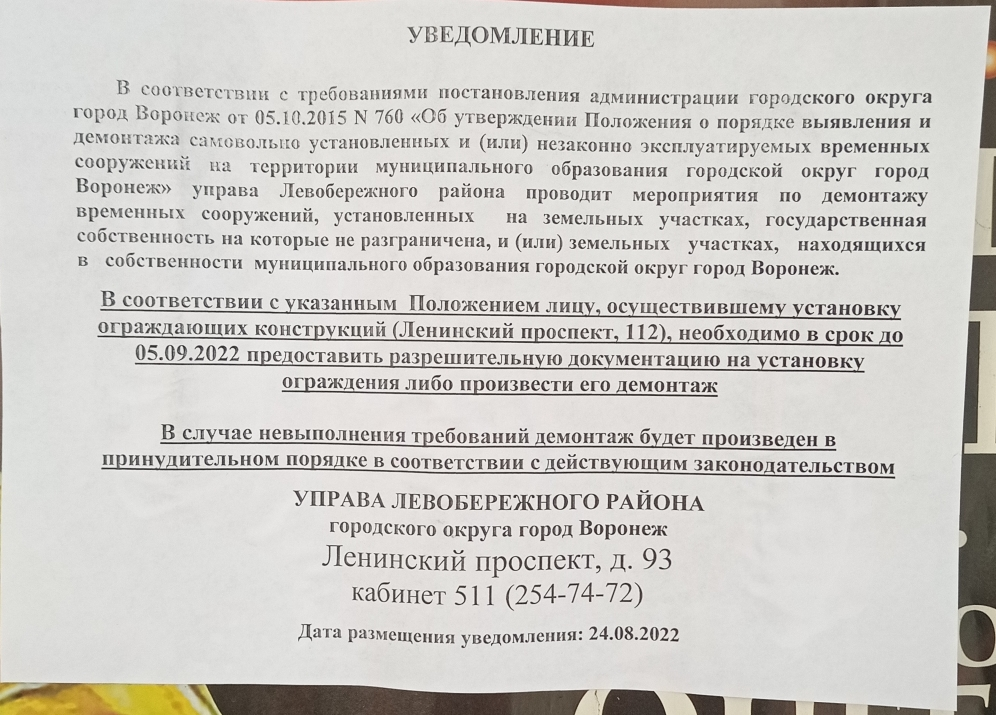 УВЕДОМЛЕНИЕ
В соответствии с требованиями постановления администрации городского округа
город Воронеж от 05.10.2015 N 760 «Об утверждении Положения о порядке выявления и
демонтажа самовольно установленных и (или) незаконно эксплуатируемых временных
сооружений на территории муниципального образования городской округ город
Воронеж» управа Левобережного района проводит мероприятия по демонтажу
временных сооружений, установленных на земельных участках, государственная
собственность на которые не разграничена, и (или) земельных участках, находящихся
в собственности муниципального образования городской округ город Воронеж.
В соответствии с указанным Положением лицу, осуществившему установку
ограждающих конструкций (Ленинский проспект, 112), необходимо в срок до
05.09.2022 предоставить разрешительную документацию на установку
ограждения либо произвести его демонтаж
В случае невыполнения требований демонтаж будет произведен в
принудительном порядке в соответствии с действующим законодательством
УПРАВА ЛЕВОБЕРЕЖНОГО РАЙОНА
городского округа город Воронеж
Ленинский проспект, д. 93
кабинет 511 (254-74-72)
Дата размещения уведомления: 24.08.2022